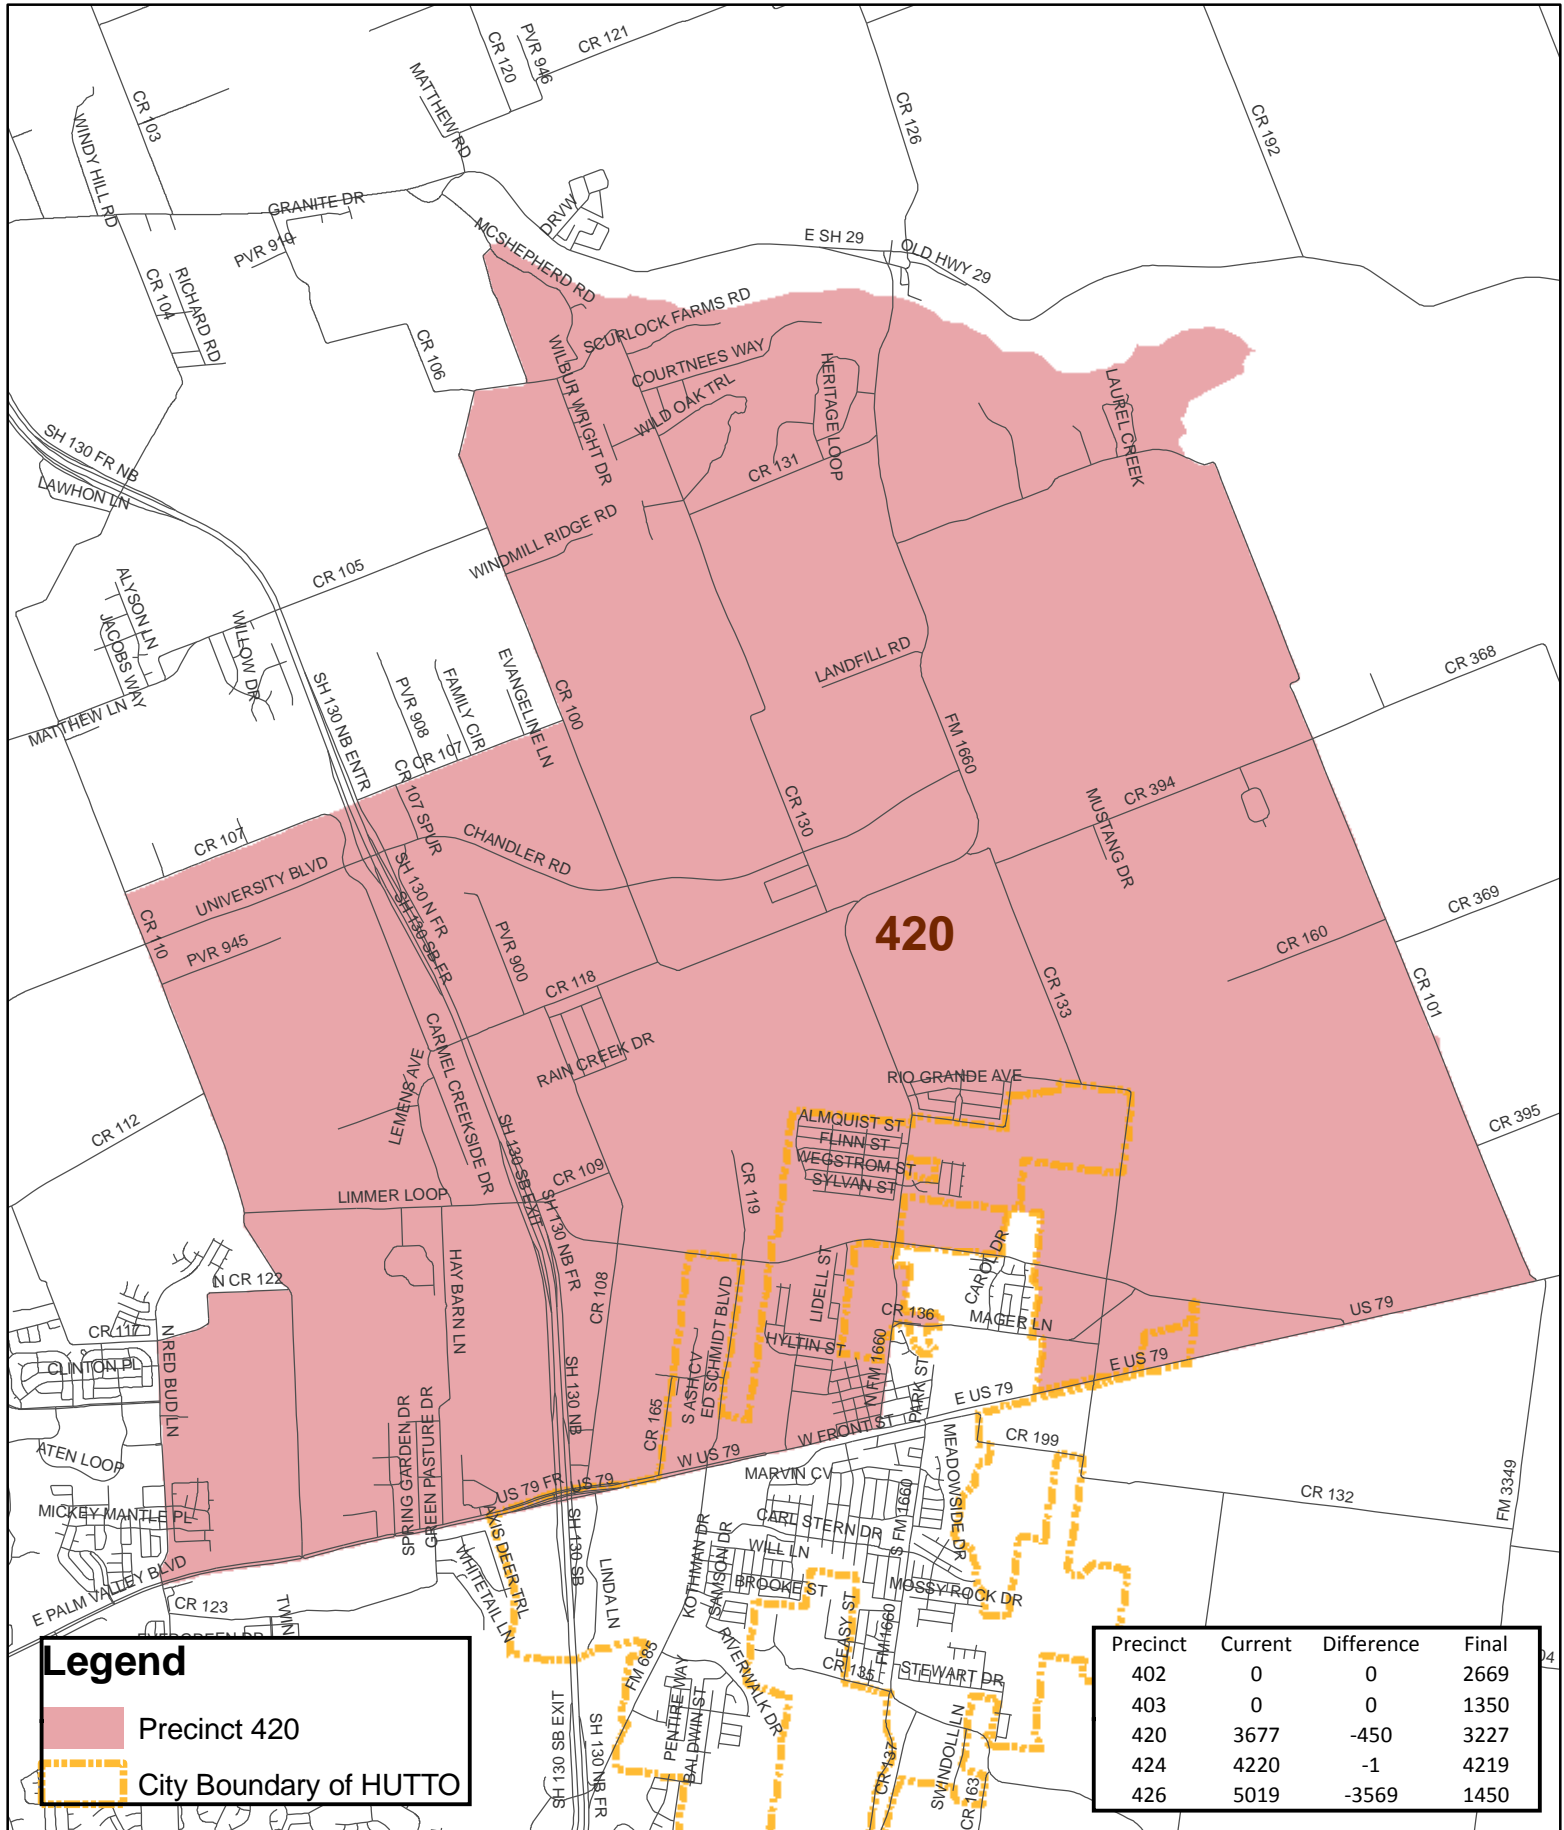 CR 121
PVR 946
CR 120
MATTHEW RD
CR 103
CR 126
CR 192
WINDY HILL RD
GRANITE DR
DRVW
PVR 910
MCSHEPHERD RD
E SH 29
OLD HWY 29
CR 104
RICHARD RD
CR 106
SCURLOCK FARMS RD
WILBUR WRIGHT DR
COURTNEES WAY
WILD OAK TRL
HERITAGE LOOP
LAUREL CREEK
SH 130 FR NB
LAWHON LN
CR 131
WINDMILL RIDGE RD
CR 105
ALYSON LN
JACOBS WAY
WILLOW DR
MATTHEW LN
SH 130 NB ENTR
PVR 908
FAMILY CIR
EVANGELINE LN
CR 100
LANDFILL RD
CR 368
FM 1660
CR 107
CR 107 SPUR
CR 107
CR 130
CR 394
MUSTANG DR
CHANDLER RD
UNIVERSITY BLVD
SH 130 N FR
SH 130 SB FR
CR 110
PVR 945
PVR 900
420
CR 369
CR 160
CR 118
CR 133
CR 101
CARMEL CREEKSIDE DR
LEMENS AVE
RAIN CREEK DR
RIO GRANDE AVE
CR 112
ALMQUIST ST
FLINN ST
WEGSTROM ST
SYLVAN ST
CR 395
SH 130 SB EXIT
CR 109
CR 119
LIMMER LOOP
SH 130 NB FR
HAY BARN LN
N CR 122
CR 108
LIDELL ST
CAROL DR
CR 136
MAGER LN
US 79
CR 117
N RED BUD LN
CLINTON PL
ED SCHMIDT BLVD
S ASH CV
HYLTIN ST
N FM 1660
PARK ST
E US 79
E US 79
SH 130 NB
SPRING GARDEN DR
GREEN PASTURE DR
CR 165
W FRONT ST
W US 79
ATEN LOOP
MEADOWSIDE DR
CR 199
MARVIN CV
US 79 FR
US 79
MICKEY MANTLE PL
AXIS DEER TRL
CR 132
FM 3349
CARL STERN DR
S FM 1660
WILL LN
KOTHMAN DR
SAMSON DR
SH 130 SB
WHITETAIL LN
LINDA LN
BROOKE ST
MOSSY ROCK DR
E PALM VALLEY BLVD
CR 123
TWIN
EVERGREEN DR
EASY ST
FM 1660
FM 685
RIVERWALK DR
CR 135
STEWART DR
PENTIRE WAY
BALDWIN ST
SH 130 SB EXIT
SH 130 NB FR
CR 137
SWINDOLL LN
CR 163
04
Legend
Precinct 420
City Boundary of HUTTO
Precinct Current Difference Final
402 0 0 2669
403 0 0 1350
420 3677 -450 3227
424 4220 -1 4219
426 5019 -3569 1450